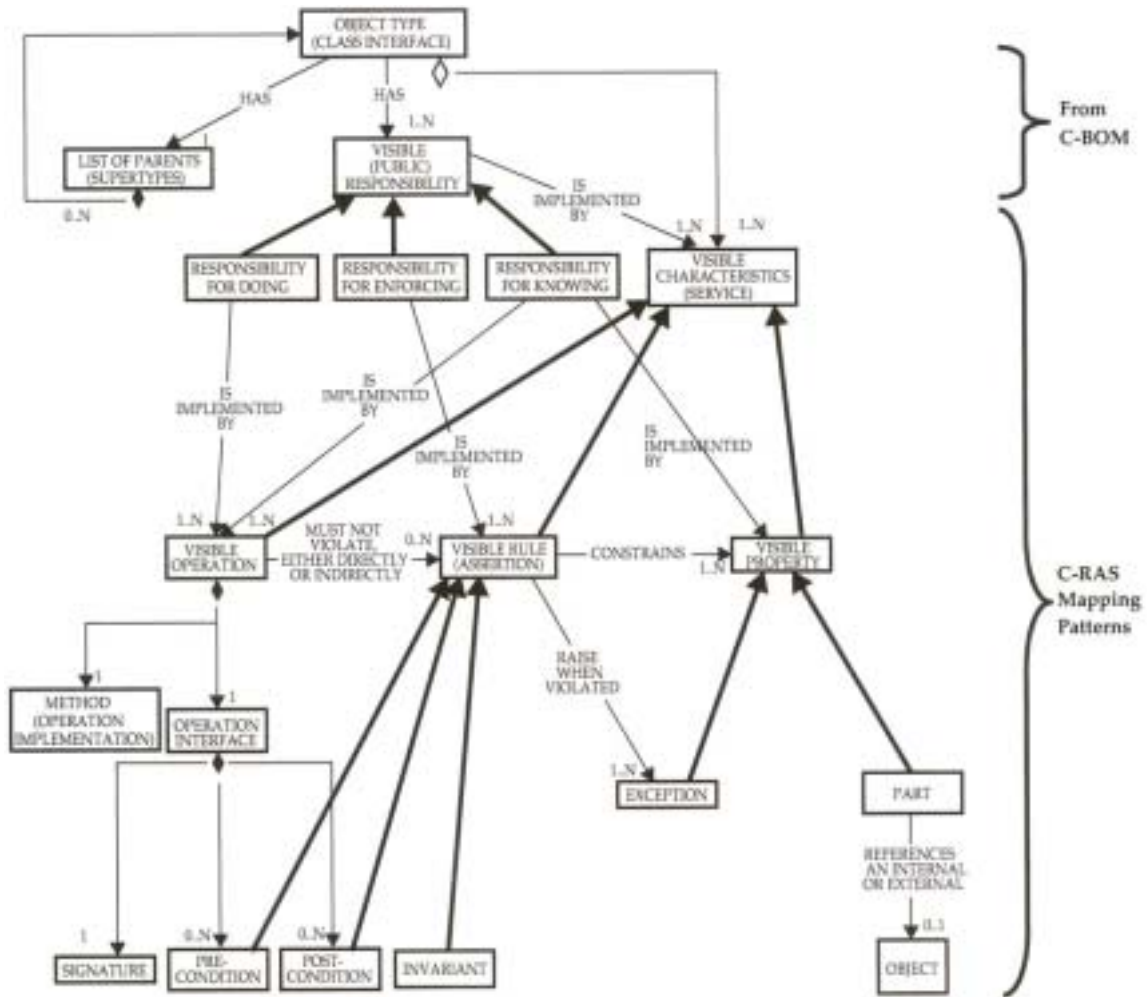 OBJECT TYPE
(CLASS INTERFACE)
HAS
HAS
1..N
1
LIST OF PARENTS
(SUPERTYPES)
0..N
VISIBLE
(PUBLIC)
RESPONSIBILITY
IS
IMPLEMENTED
BY
1..N
1..N
From
C-BOM
RESPONSIBILITY
FOR DOING
RESPONSIBILITY
FOR ENFORCING
RESPONSIBILITY
FOR KNOWING
VISIBLE
CHARACTERISTICS
(SERVICE)
IS
IMPLEMENTED
BY
IS
IMPLEMENTED
BY
IS
IMPLEMENTED
BY
IS
IMPLEMENTED
BY
1..N
1..N
VISIBLE
OPERATION
MUST NOT
VIOLATE,
EITHER DIRECTLY
OR INDIRECTLY
0..N
1..N
VISIBLE RULE
(ASSERTION)
CONSTRAINS
1..N
VISIBLE
PROPERTY
C-RAS
Mapping
Patterns
1
METHOD
(OPERATION
IMPLEMENTATION)
1
OPERATION
INTERFACE
RAISE
WHEN
VIOLATED
1..N
EXCEPTION
PART
REFERENCES
AN INTERNAL
OR EXTERNAL
0..1
OBJECT
1
SIGNATURE
0..N
PRE-
CONDITION
0..N
POST-
CONDITION
INVARIANT